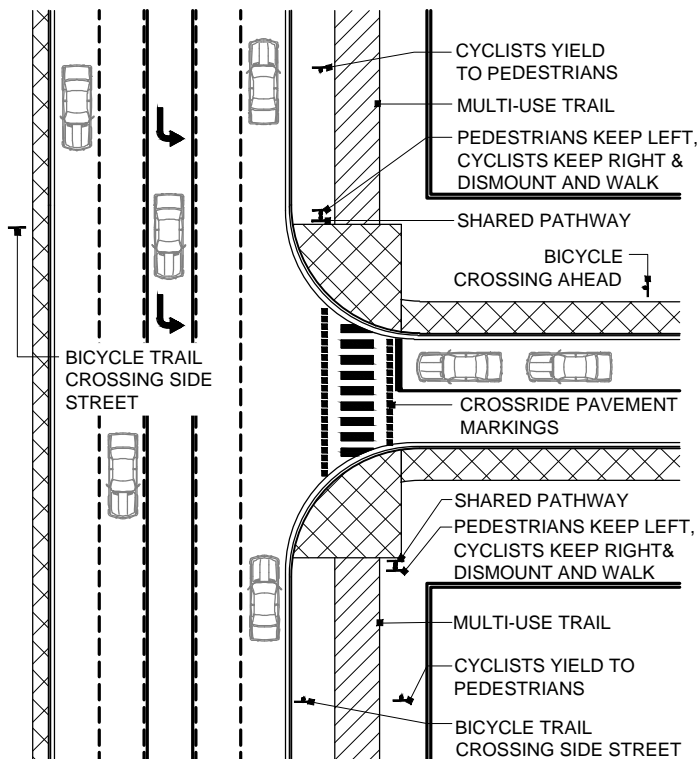 CYCLISTS YIELD
TO PEDESTRIANS
MULTI-USE TRAIL
PEDESTRIANS KEEP LEFT,
CYCLISTS KEEP RIGHT &
DISMOUNT AND WALK
SHARED PATHWAY
BICYCLE
CROSSING AHEAD
BICYCLE TRAIL
CROSSING SIDE
STREET
CROSSRIDE PAVEMENT
MARKINGS
SHARED PATHWAY
PEDESTRIANS KEEP LEFT,
CYCLISTS KEEP RIGHT&
DISMOUNT AND WALK
MULTI-USE TRAIL
CYCLISTS YIELD TO
PEDESTRIANS
BICYCLE TRAIL
CROSSING SIDE STREET